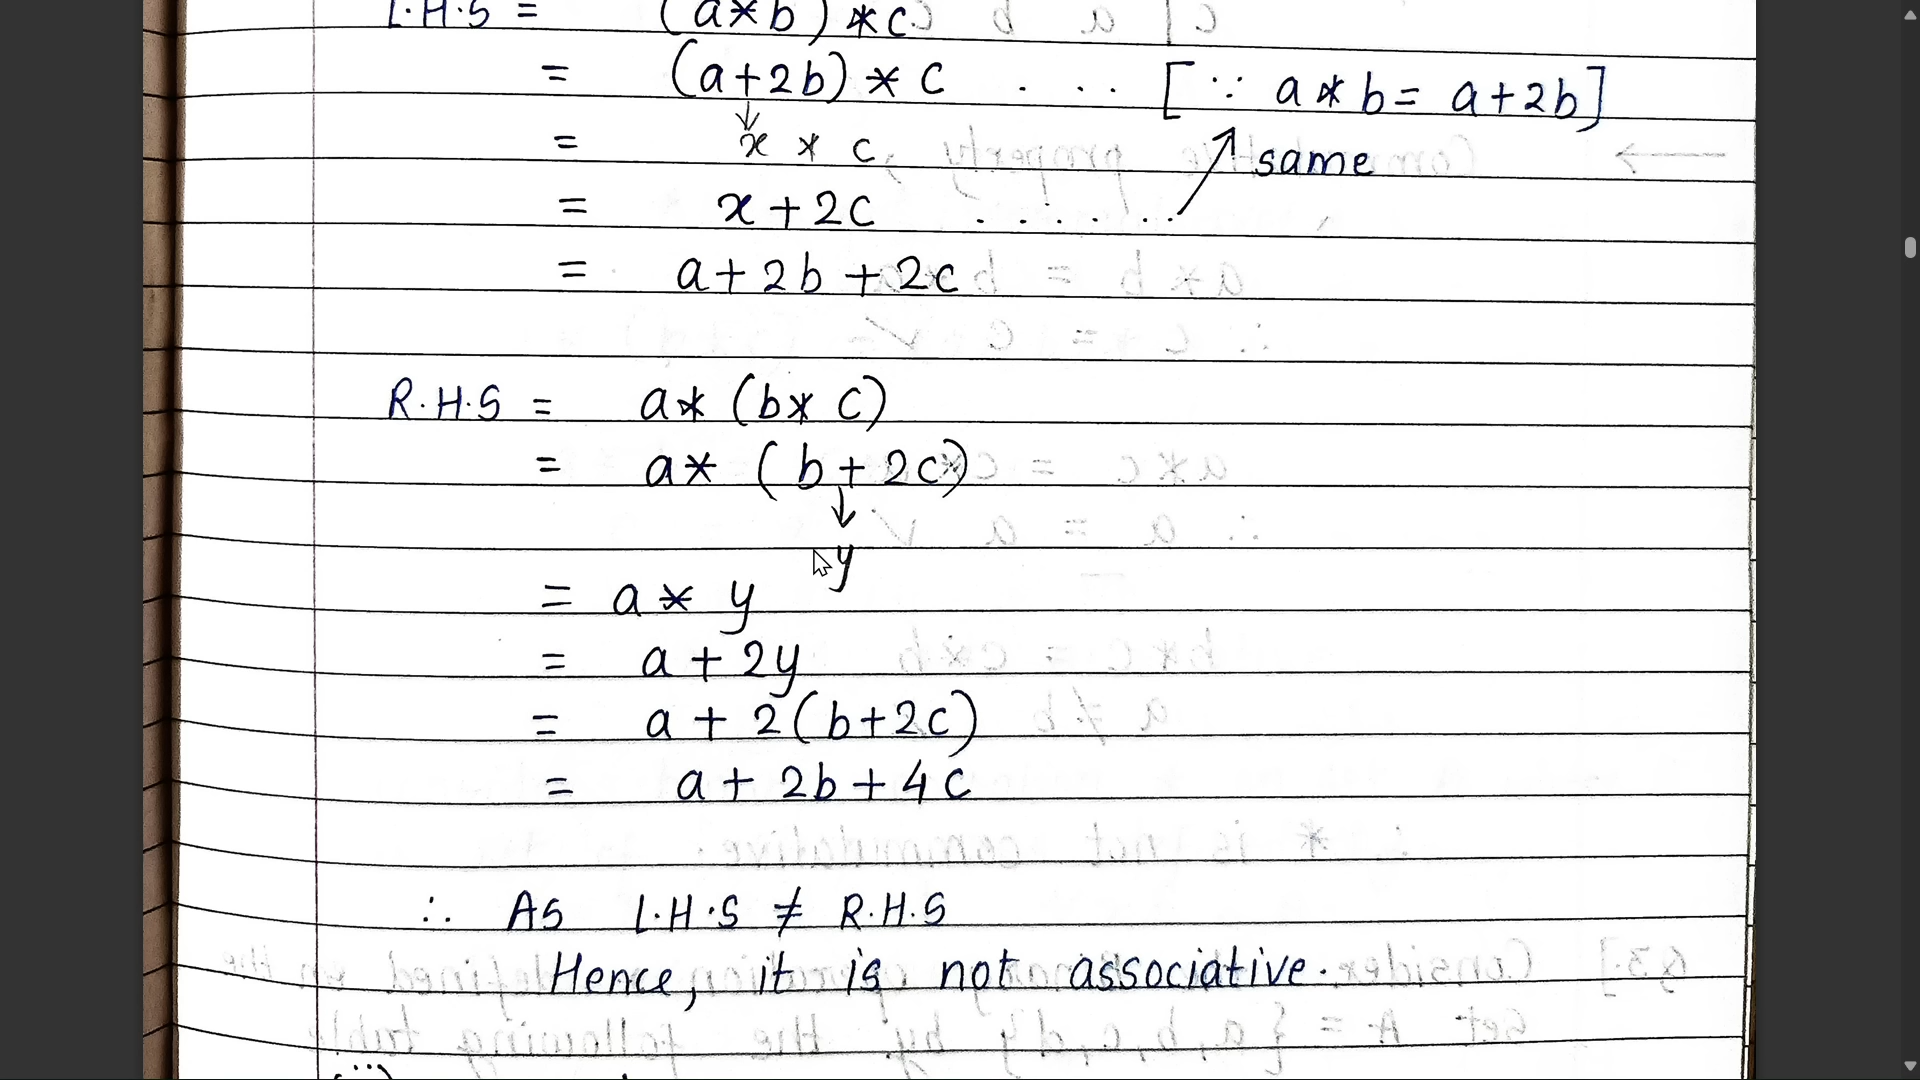 L.H.S = (a*b) *c
= (a+2b) * c . .. [∵ a*b= a+2b]
↓
= x * c same
= x+2c . . . . ..
= a+2b+2c
R.H.S = a*(b* c)
= a* (b+2c)
↓
y
= a* y
= a+2y
= a+ 2(b+2c)
= a+ 2b+4c
∴ As L.H.S ≠ R.H.S
Hence, it is not associative.